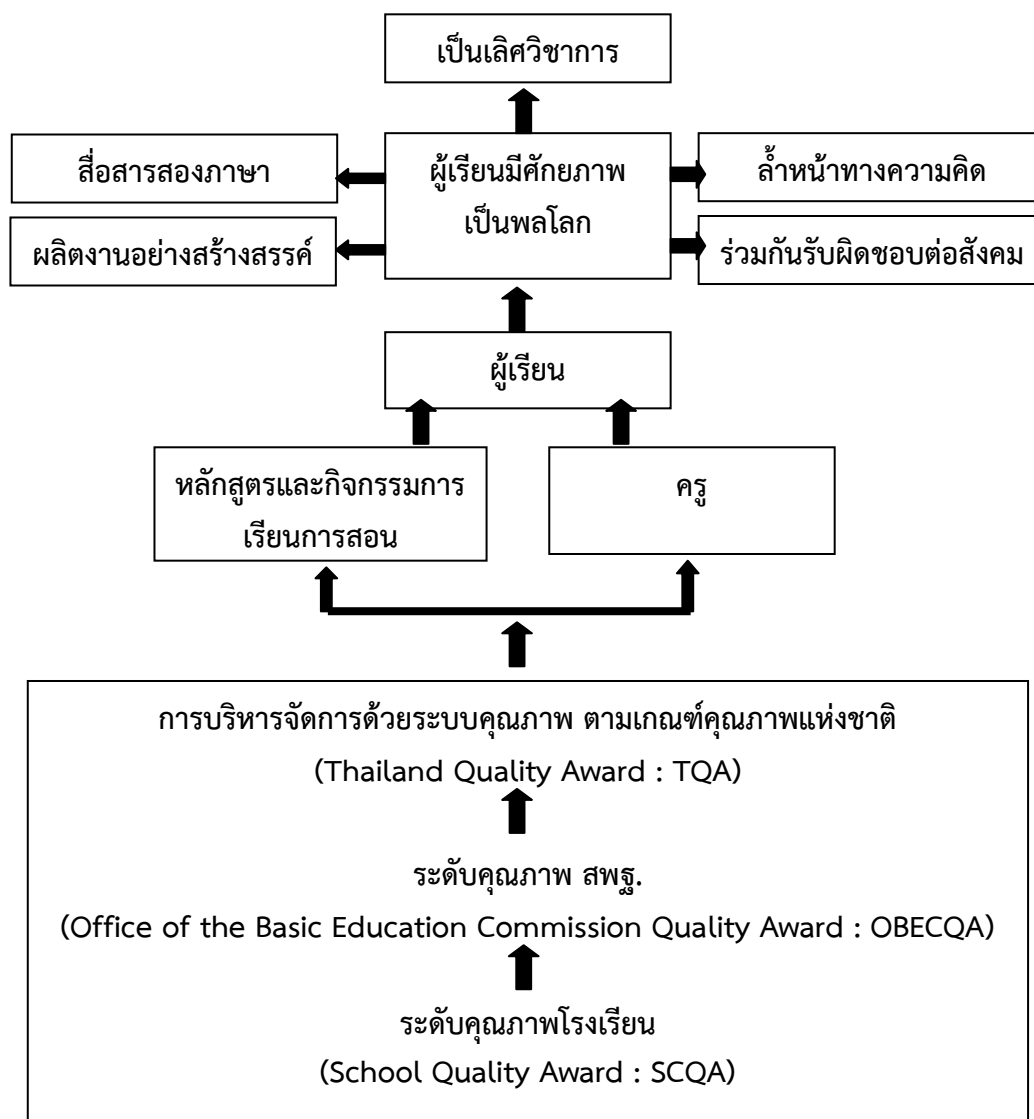 เป็นเลิศวิชาการ
สื่อสารสองภาษา
ผู้เรียนมีศักยภาพ
เป็นพลโลก
ล้ำหน้าทางความคิด
ผลิตงานอย่างสร้างสรรค์
ร่วมกันรับผิดชอบต่อสังคม
ผู้เรียน
หลักสูตรและกิจกรรมการ
เรียนการสอน
ครู
การบริหารจัดการด้วยระบบคุณภาพ ตามเกณฑ์คุณภาพแห่งชาติ
(Thailand Quality Award : TQA)
ระดับคุณภาพ สพฐ.
(Office of the Basic Education Commission Quality Award : OBECQA)
ระดับคุณภาพโรงเรียน
(School Quality Award : SCQA)